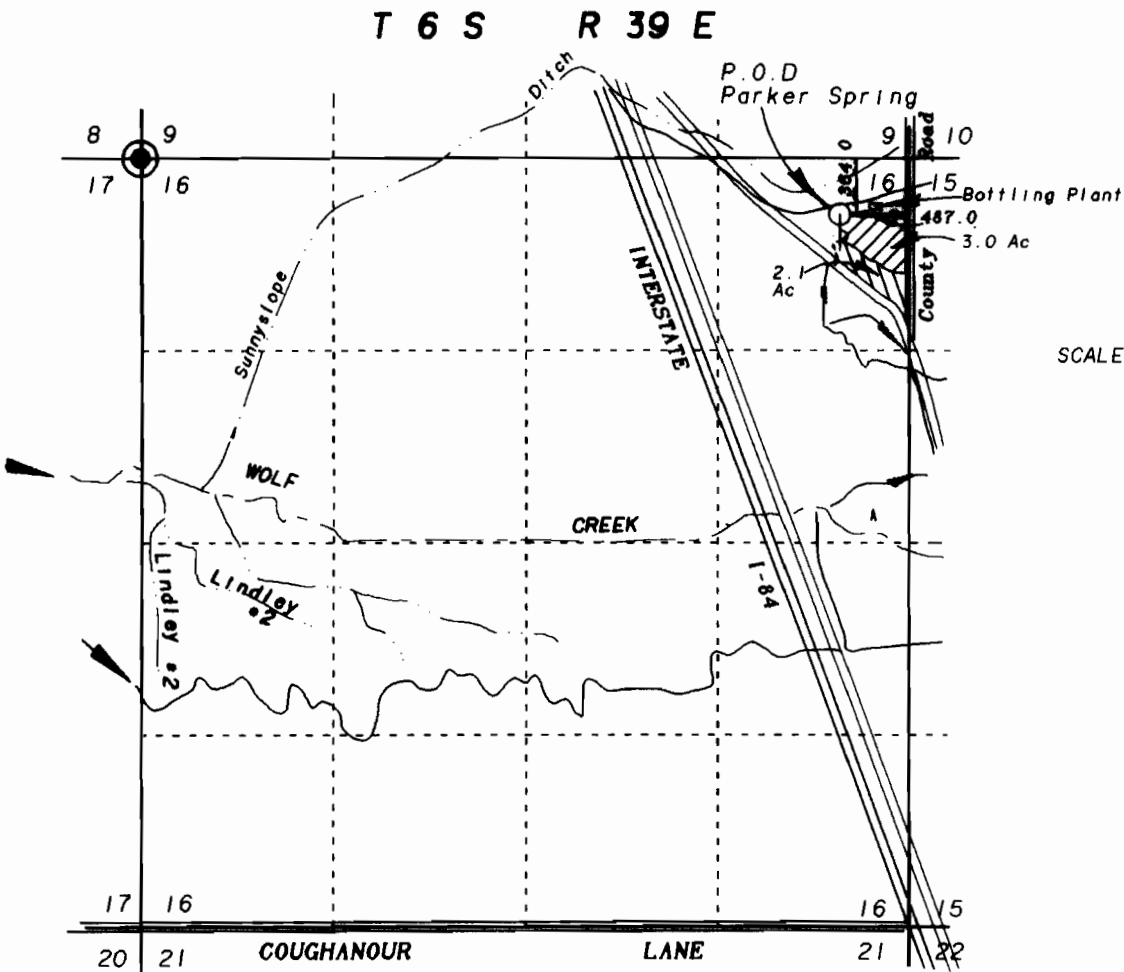 T 6 S R 39 E
Ditch
P.O.D
Parker Spring
8 9
9 10
Road
17 16
364.0
16 15
Bottling Plant
487.0
3.0 Ac
2.1
Ac
County
Sunnyslope
INTERSTATE
SCALE
WOLF
CREEK
Lindley #2
Lindley
#2
I-84
17 16
16 15
20 21
COUGHANOUR LANE
21 22